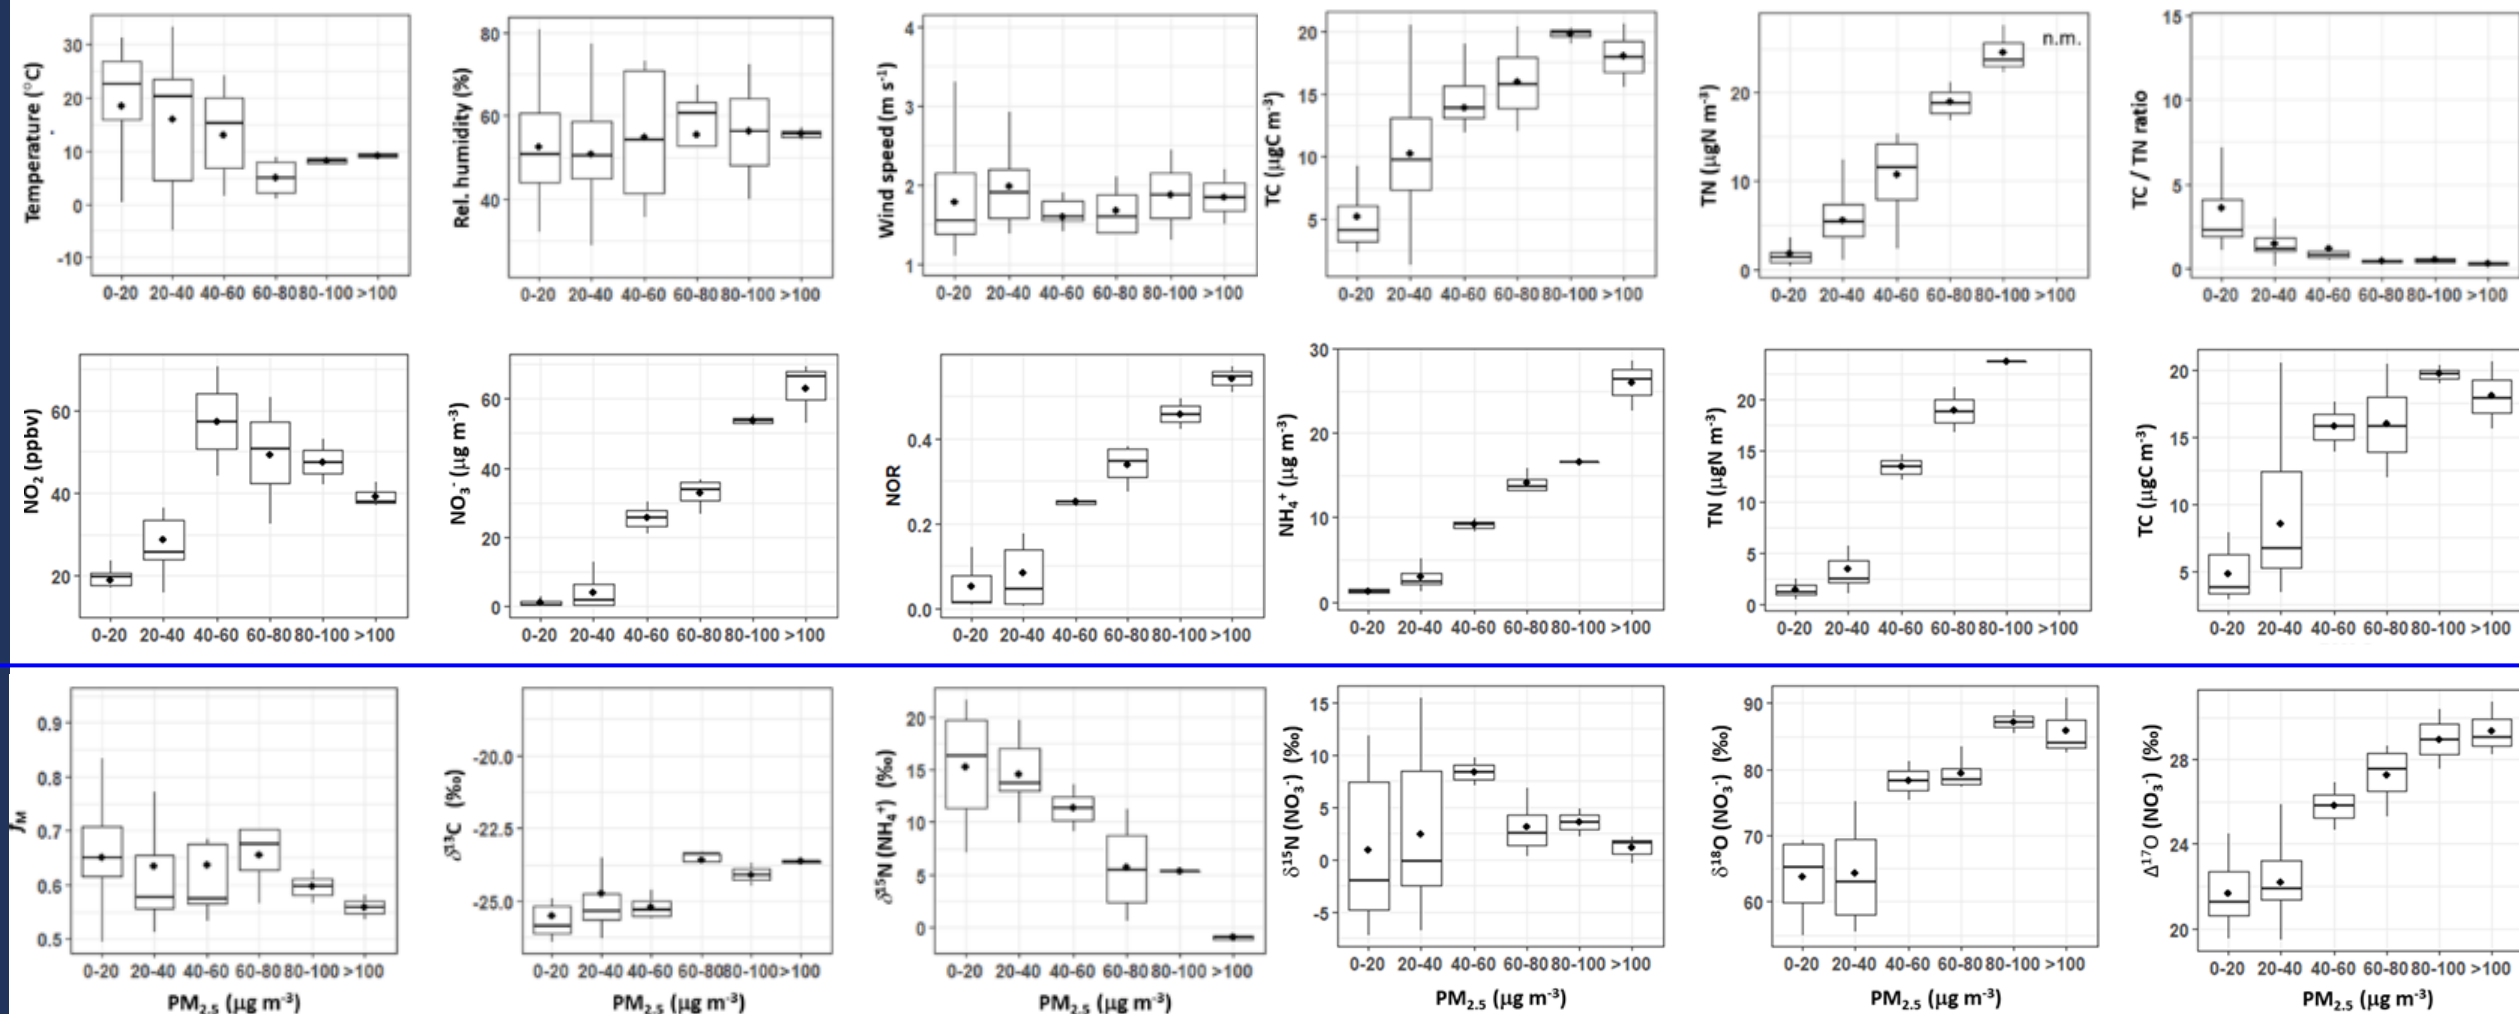 Temperature (°C)
30
20
10
0
-10
0-20 20-40 40-60 60-80 80-100 >100
Rel. humidity (%)
80
60
40
0-20 20-40 40-60 60-80 80-100 >100
Wind speed (m s⁻¹)
4
3
2
1
0-20 20-40 40-60 60-80 80-100 >100
TC (μgC m⁻³)
20
15
10
5
0-20 20-40 40-60 60-80 80-100 >100
TN (μgN m⁻³)
20
10
0
n.m.
0-20 20-40 40-60 60-80 80-100 >100
TC / TN ratio
15
10
5
0
0-20 20-40 40-60 60-80 80-100 >100
NO₂ (ppbv)
60
40
20
0-20 20-40 40-60 60-80 80-100 >100
NO₃⁻ (μg m⁻³)
60
40
20
0
0-20 20-40 40-60 60-80 80-100 >100
NOR
0.4
0.2
0.0
0-20 20-40 40-60 60-80 80-100 >100
NH₄⁺ (μg m⁻³)
30
20
10
0
0-20 20-40 40-60 60-80 80-100 >100
TN (μgN m⁻³)
20
15
10
5
0
0-20 20-40 40-60 60-80 80-100 >100
TC (μgC m⁻³)
20
15
10
5
0-20 20-40 40-60 60-80 80-100 >100
fM
0.9
0.8
0.7
0.6
0.5
0-20 20-40 40-60 60-80 80-100 >100
PM₂.₅ (μg m⁻³)
δ¹³C (‰)
-20.0
-22.5
-25.0
0-20 20-40 40-60 60-80 80-100 >100
PM₂.₅ (μg m⁻³)
δ¹⁵N (NH₄⁺) (‰)
20
15
10
5
0
0-20 20-40 40-60 60-80 80-100 >100
PM₂.₅ (μg m⁻³)
δ¹⁵N (NO₃⁻) (‰)
15
10
5
0
-5
0-20 20-40 40-60 60-80 80-100 >100
PM₂.₅ (μg m⁻³)
δ¹⁸O (NO₃⁻) (‰)
90
80
70
60
0-20 20-40 40-60 60-80 80-100 >100
PM₂.₅ (μg m⁻³)
Δ¹⁷O (NO₃⁻) (‰)
28
24
20
0-20 20-40 40-60 60-80 80-100 >100
PM₂.₅ (μg m⁻³)